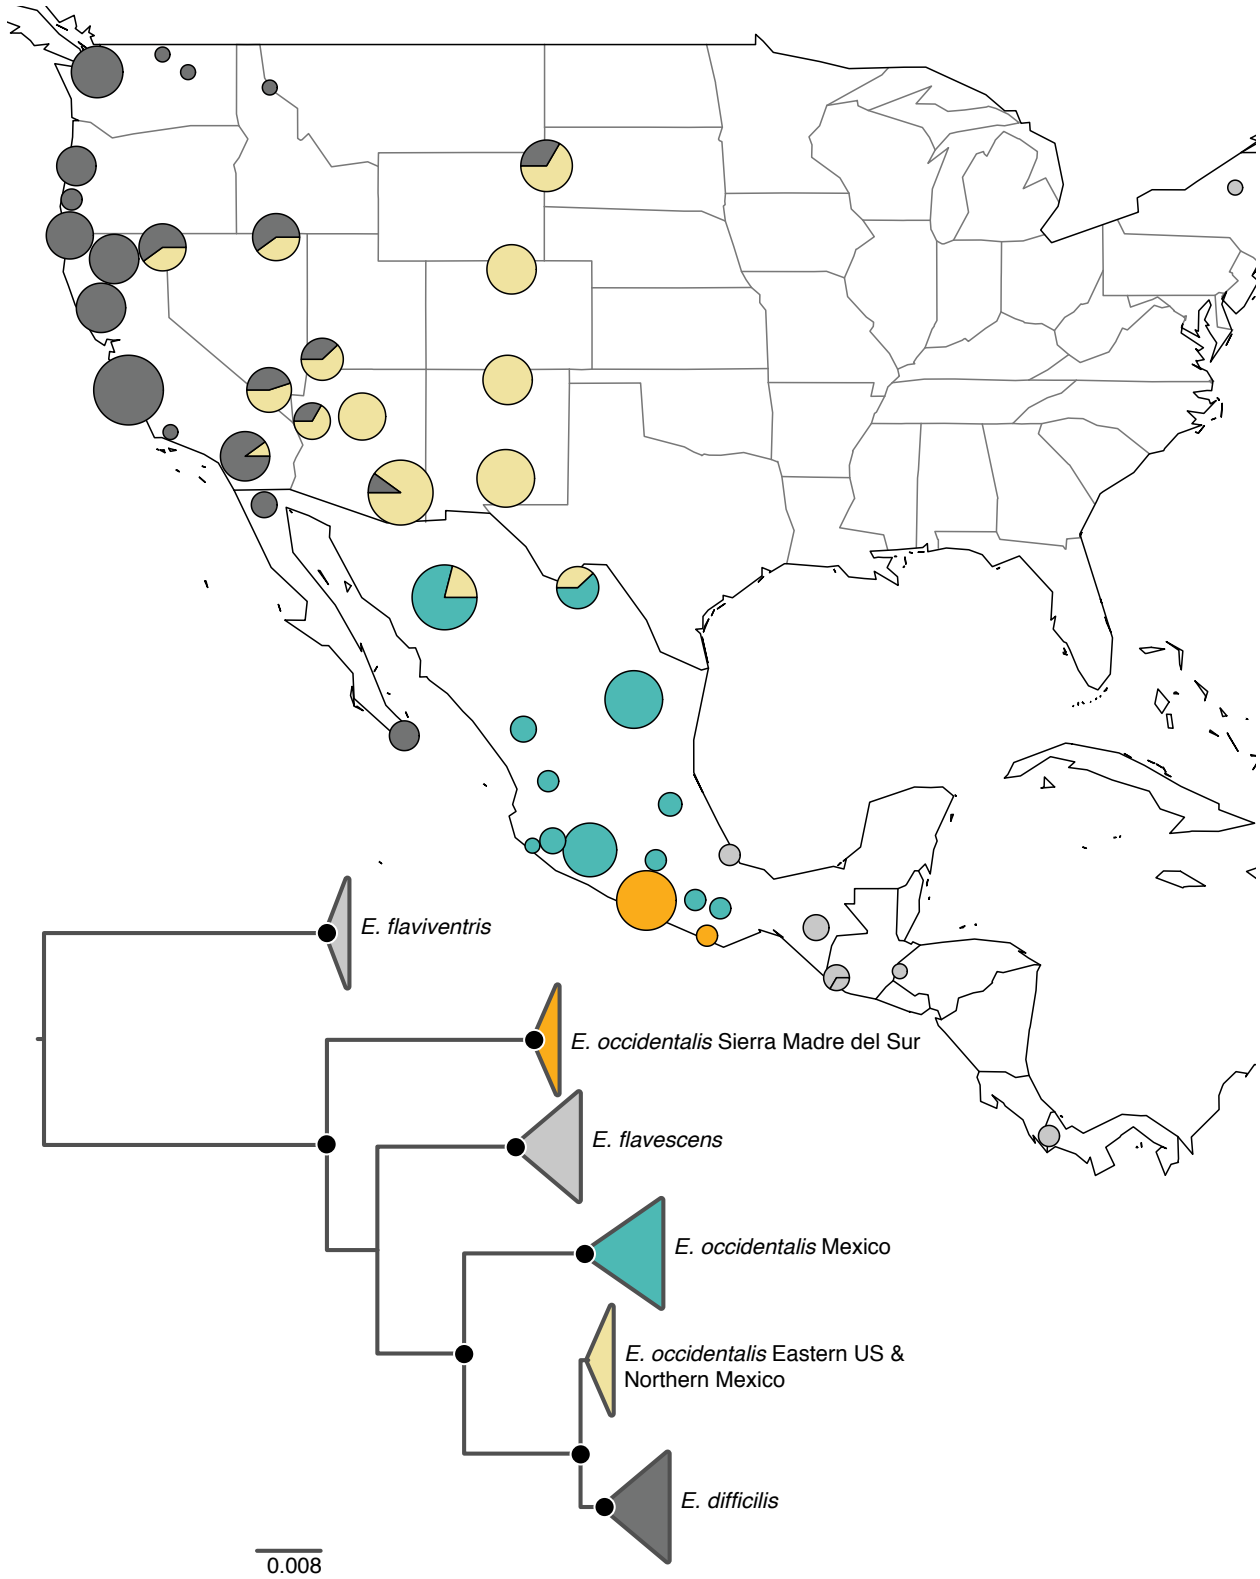 E. flaviventris
E. occidentalis Sierra Madre del Sur
E. flavescens
E. occidentalis Mexico
E. occidentalis Eastern US &
Northern Mexico
E. difficilis
0.008